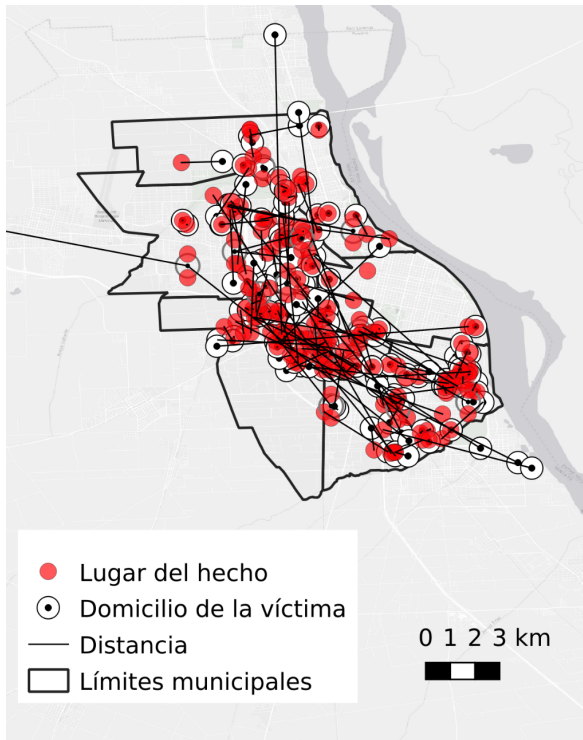 Lugar del hecho
Domicilio de la víctima
Distancia
Límites municipales
0 1 2 3 km